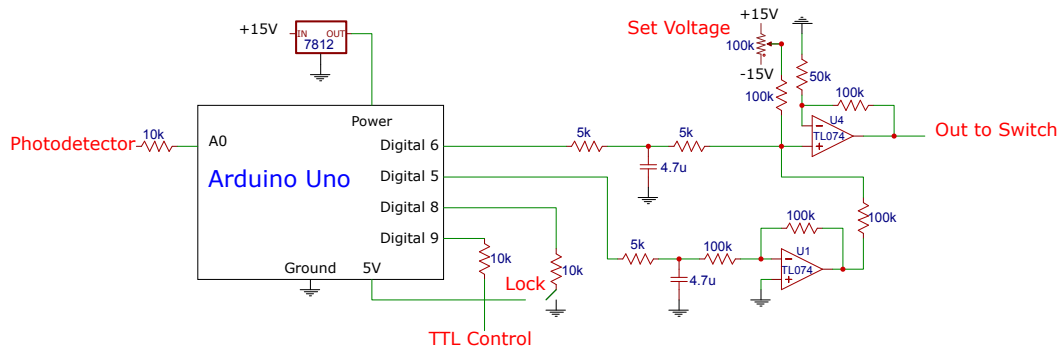 +15V
Set Voltage
+15V
IN OUT
7812
100k
-15V
50k
100k
100k
Power
U4
TL074
Out to Switch
Photodetector
10k
A0
Digital 6
5k
5k
4.7u
Arduino Uno
Digital 5
Digital 8
Digital 9
100k
100k
5k
100k
U1
TL074
10k
10k
4.7u
Ground
5V
Lock
TTL Control